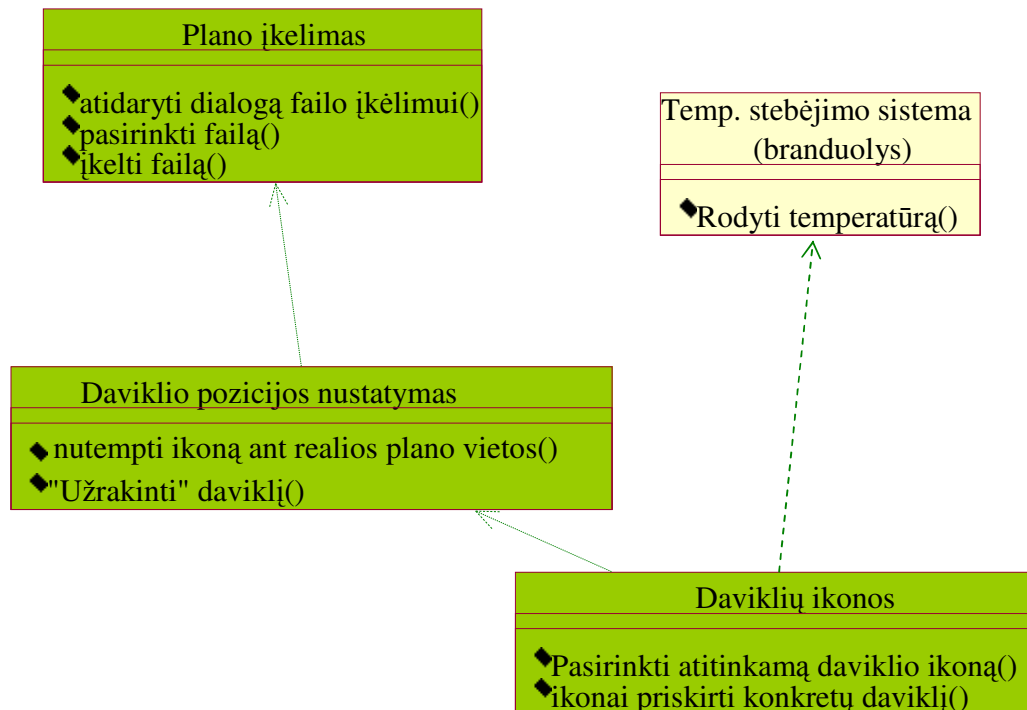 Plano įkelimas
atidaryti dialogą failo įkėlimui()
pasirinkti failą()
įkelti failą()
Temp. stebėjimo sistema
(branduolys)
Rodyti temperatūrą()
Daviklio pozicijos nustatymas
nutempti ikoną ant realios plano vietos()
"Užrakinti" daviklį()
Daviklių ikonos
Pasirinkti atitinkamą daviklio ikoną()
ikonai priskirti konkretų daviklį()